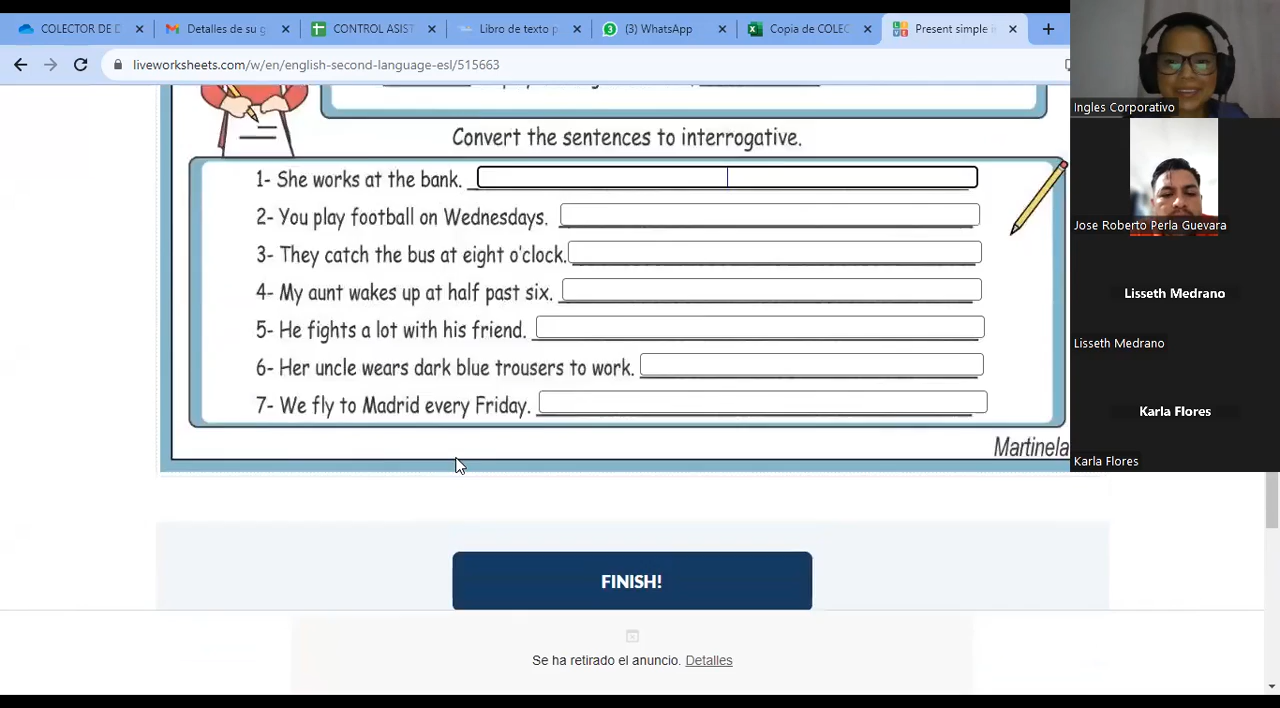 COLECTOR DE D
Detalles de su g
CONTROL ASIST
Libro de texto p
(3) WhatsApp
Copia de COLEC
Present simple i
liveworksheets.com/w/en/english-second-language-esl/515663
Convert the sentences to interrogative.
1- She works at the bank.
2- You play football on Wednesdays.
3- They catch the bus at eight o'clock.
4- My aunt wakes up at half past six.
5- He fights a lot with his friend.
6- Her uncle wears dark blue trousers to work.
7- We fly to Madrid every Friday.
Martinela
FINISH!
Se ha retirado el anuncio. Detalles
Ingles Corporativo
Jose Roberto Perla Guevara
Lisseth Medrano
Lisseth Medrano
Karla Flores
Karla Flores